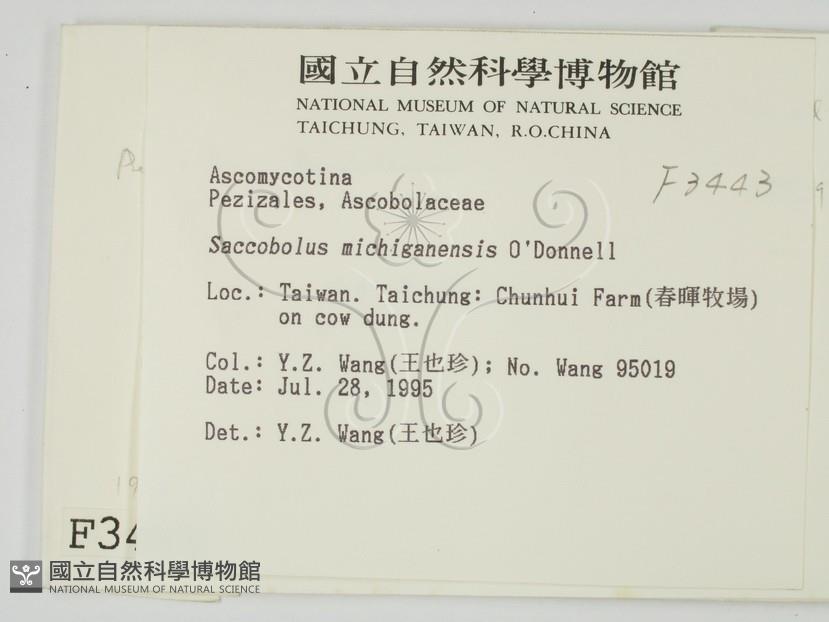 國立自然科學博物館
NATIONAL MUSEUM OF NATURAL SCIENCE
TAICHUNG, TAIWAN, R.O.CHINA
F3443
Ascomycotina
Pezizales, Ascobolaceae
Saccobolus michiganensis O'Donnell
Loc.: Taiwan. Taichung: Chunhui Farm(春暉牧場)
on cow dung.
Col.: Y.Z. Wang(王也珍); No. Wang 95019
Date: Jul. 28, 1995
Det.: Y.Z. Wang(王也珍)
F34
國立自然科學博物館
NATIONAL MUSEUM OF NATURAL SCIENCE